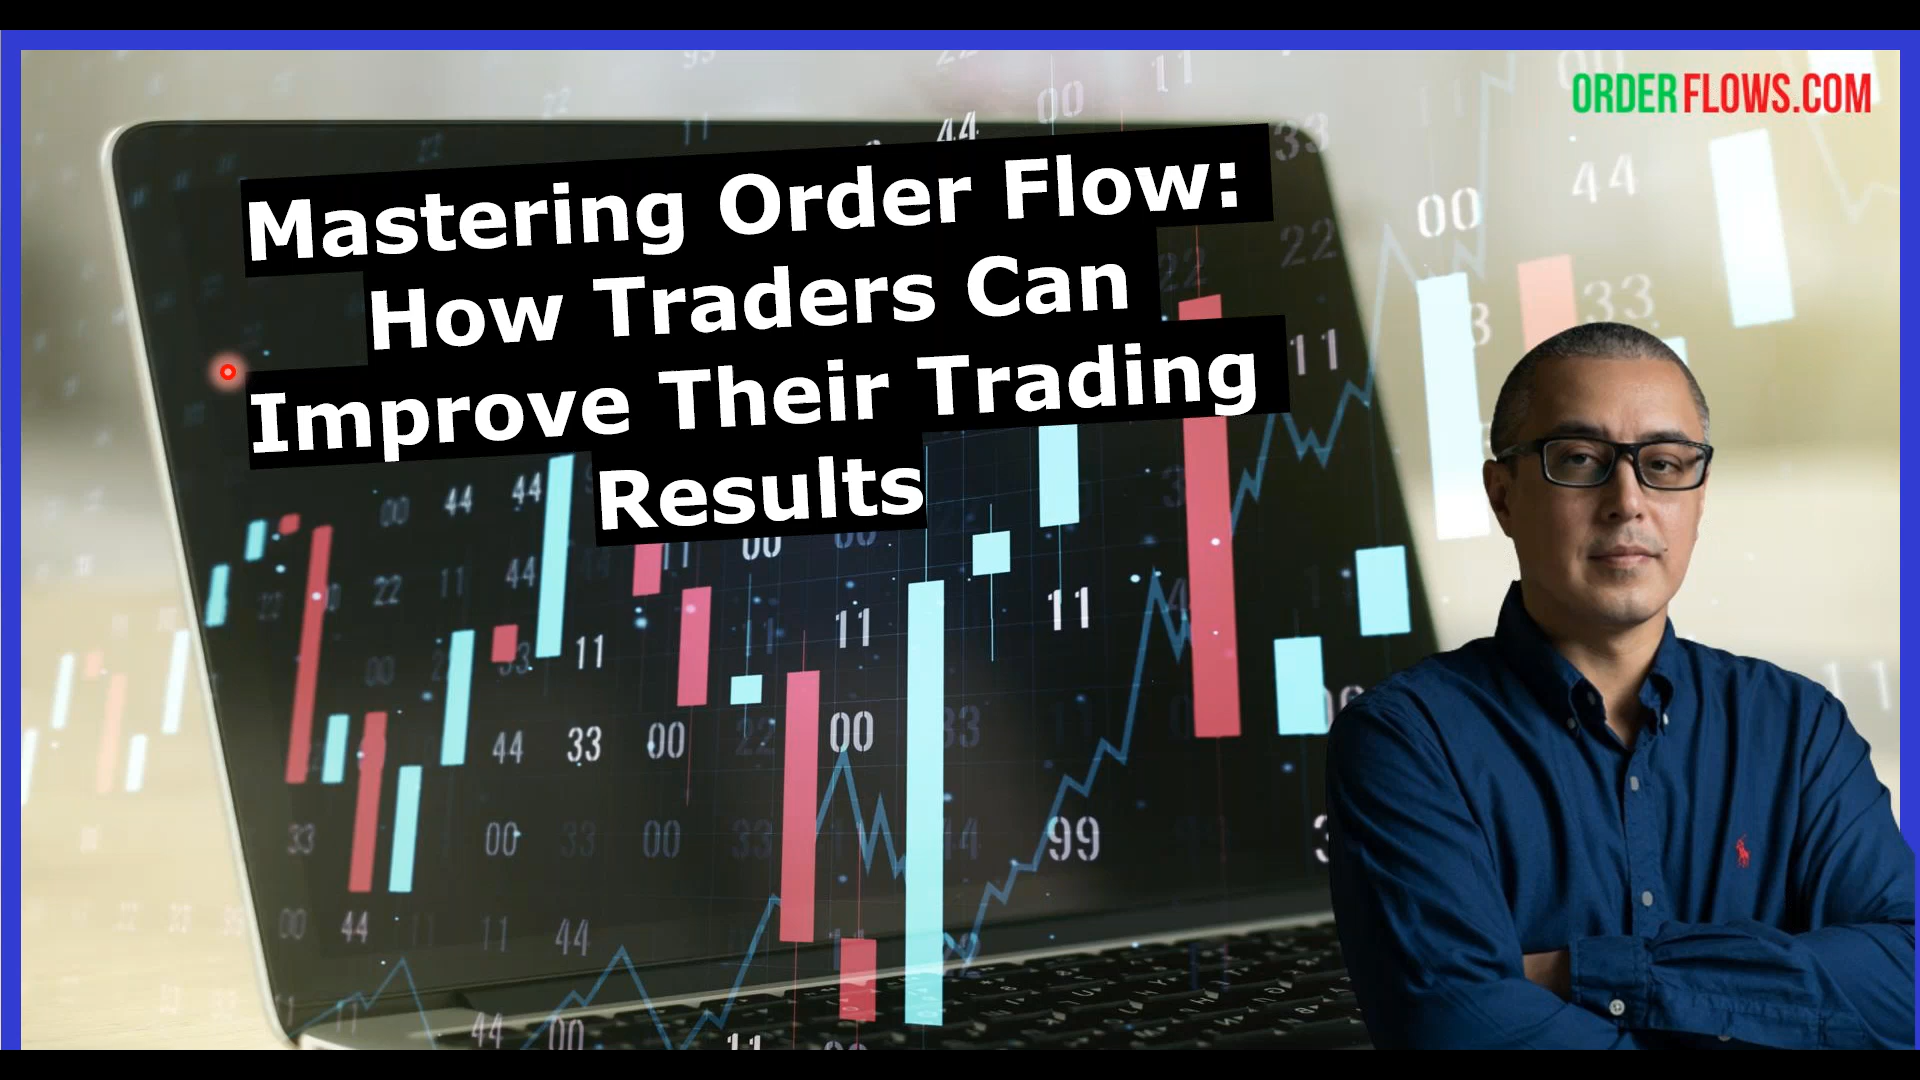 ORDERFLOWS.COM
Mastering Order Flow:
How Traders Can
Improve Their Trading
Results